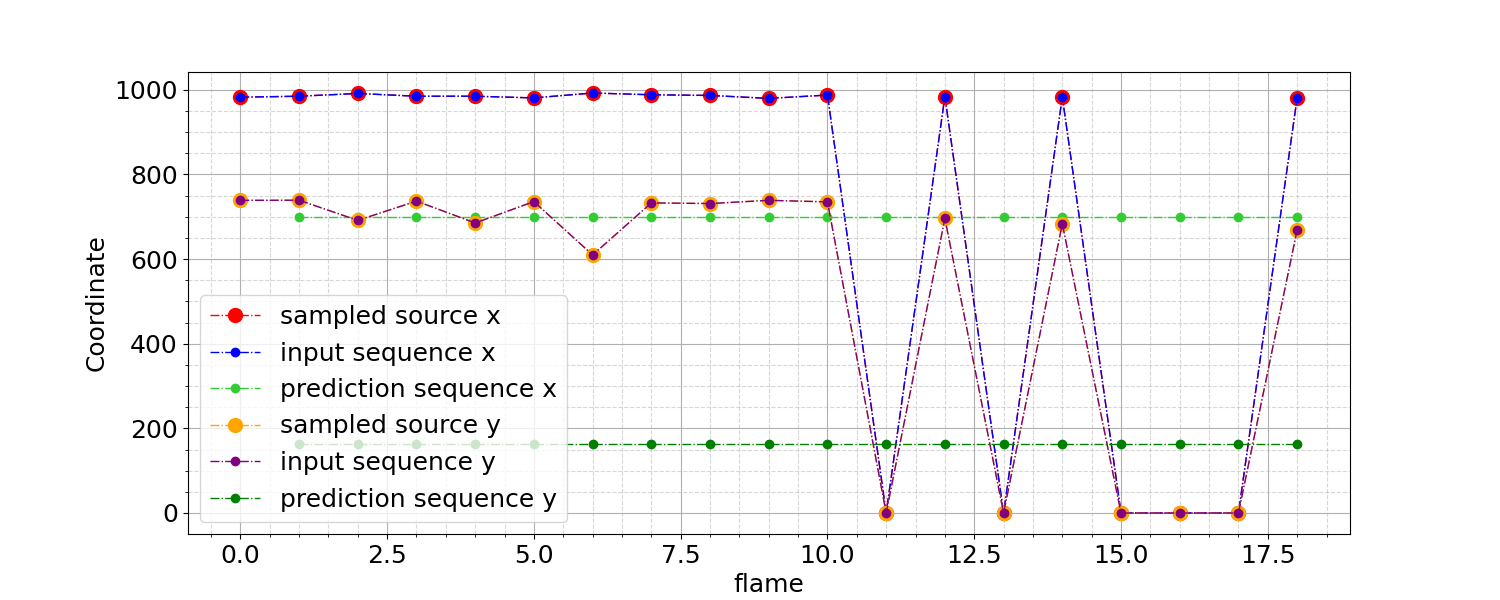 1000
800
600
400
200
0
Coordinate
sampled source x
input sequence x
prediction sequence x
sampled source y
input sequence y
prediction sequence y
0.0 2.5 5.0 7.5 10.0 12.5 15.0 17.5
flame